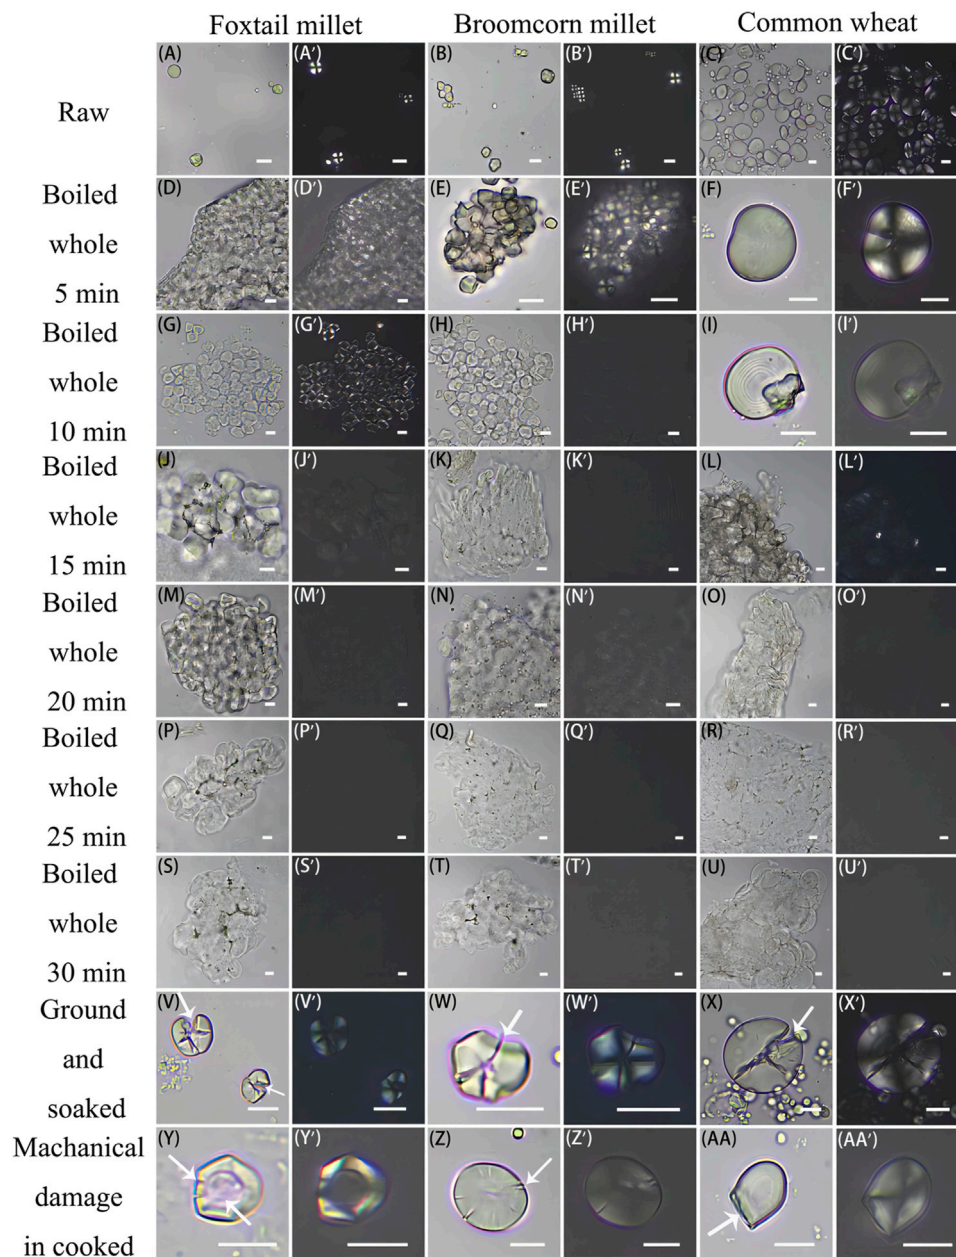 Foxtail millet Broomcorn millet Common wheat
(A) (A′) (B) (B′) (C) (C′)
Raw
Boiled (D) (D′) (E) (E′) (F) (F′)
whole
5 min
Boiled (G) (G′) (H) (H′) (I) (I′)
whole
10 min
Boiled (J) (J′) (K) (K′) (L) (L′)
whole
15 min
Boiled (M) (M′) (N) (N′) (O) (O′)
whole
20 min
Boiled (P) (P′) (Q) (Q′) (R) (R′)
whole
25 min
Boiled (S) (S′) (T) (T′) (U) (U′)
whole
30 min
Ground (V) (V′) (W) (W′) (X) (X′)
and
soaked
Machanical (Y) (Y′) (Z) (Z′) (AA) (AA′)
damage
in cooked